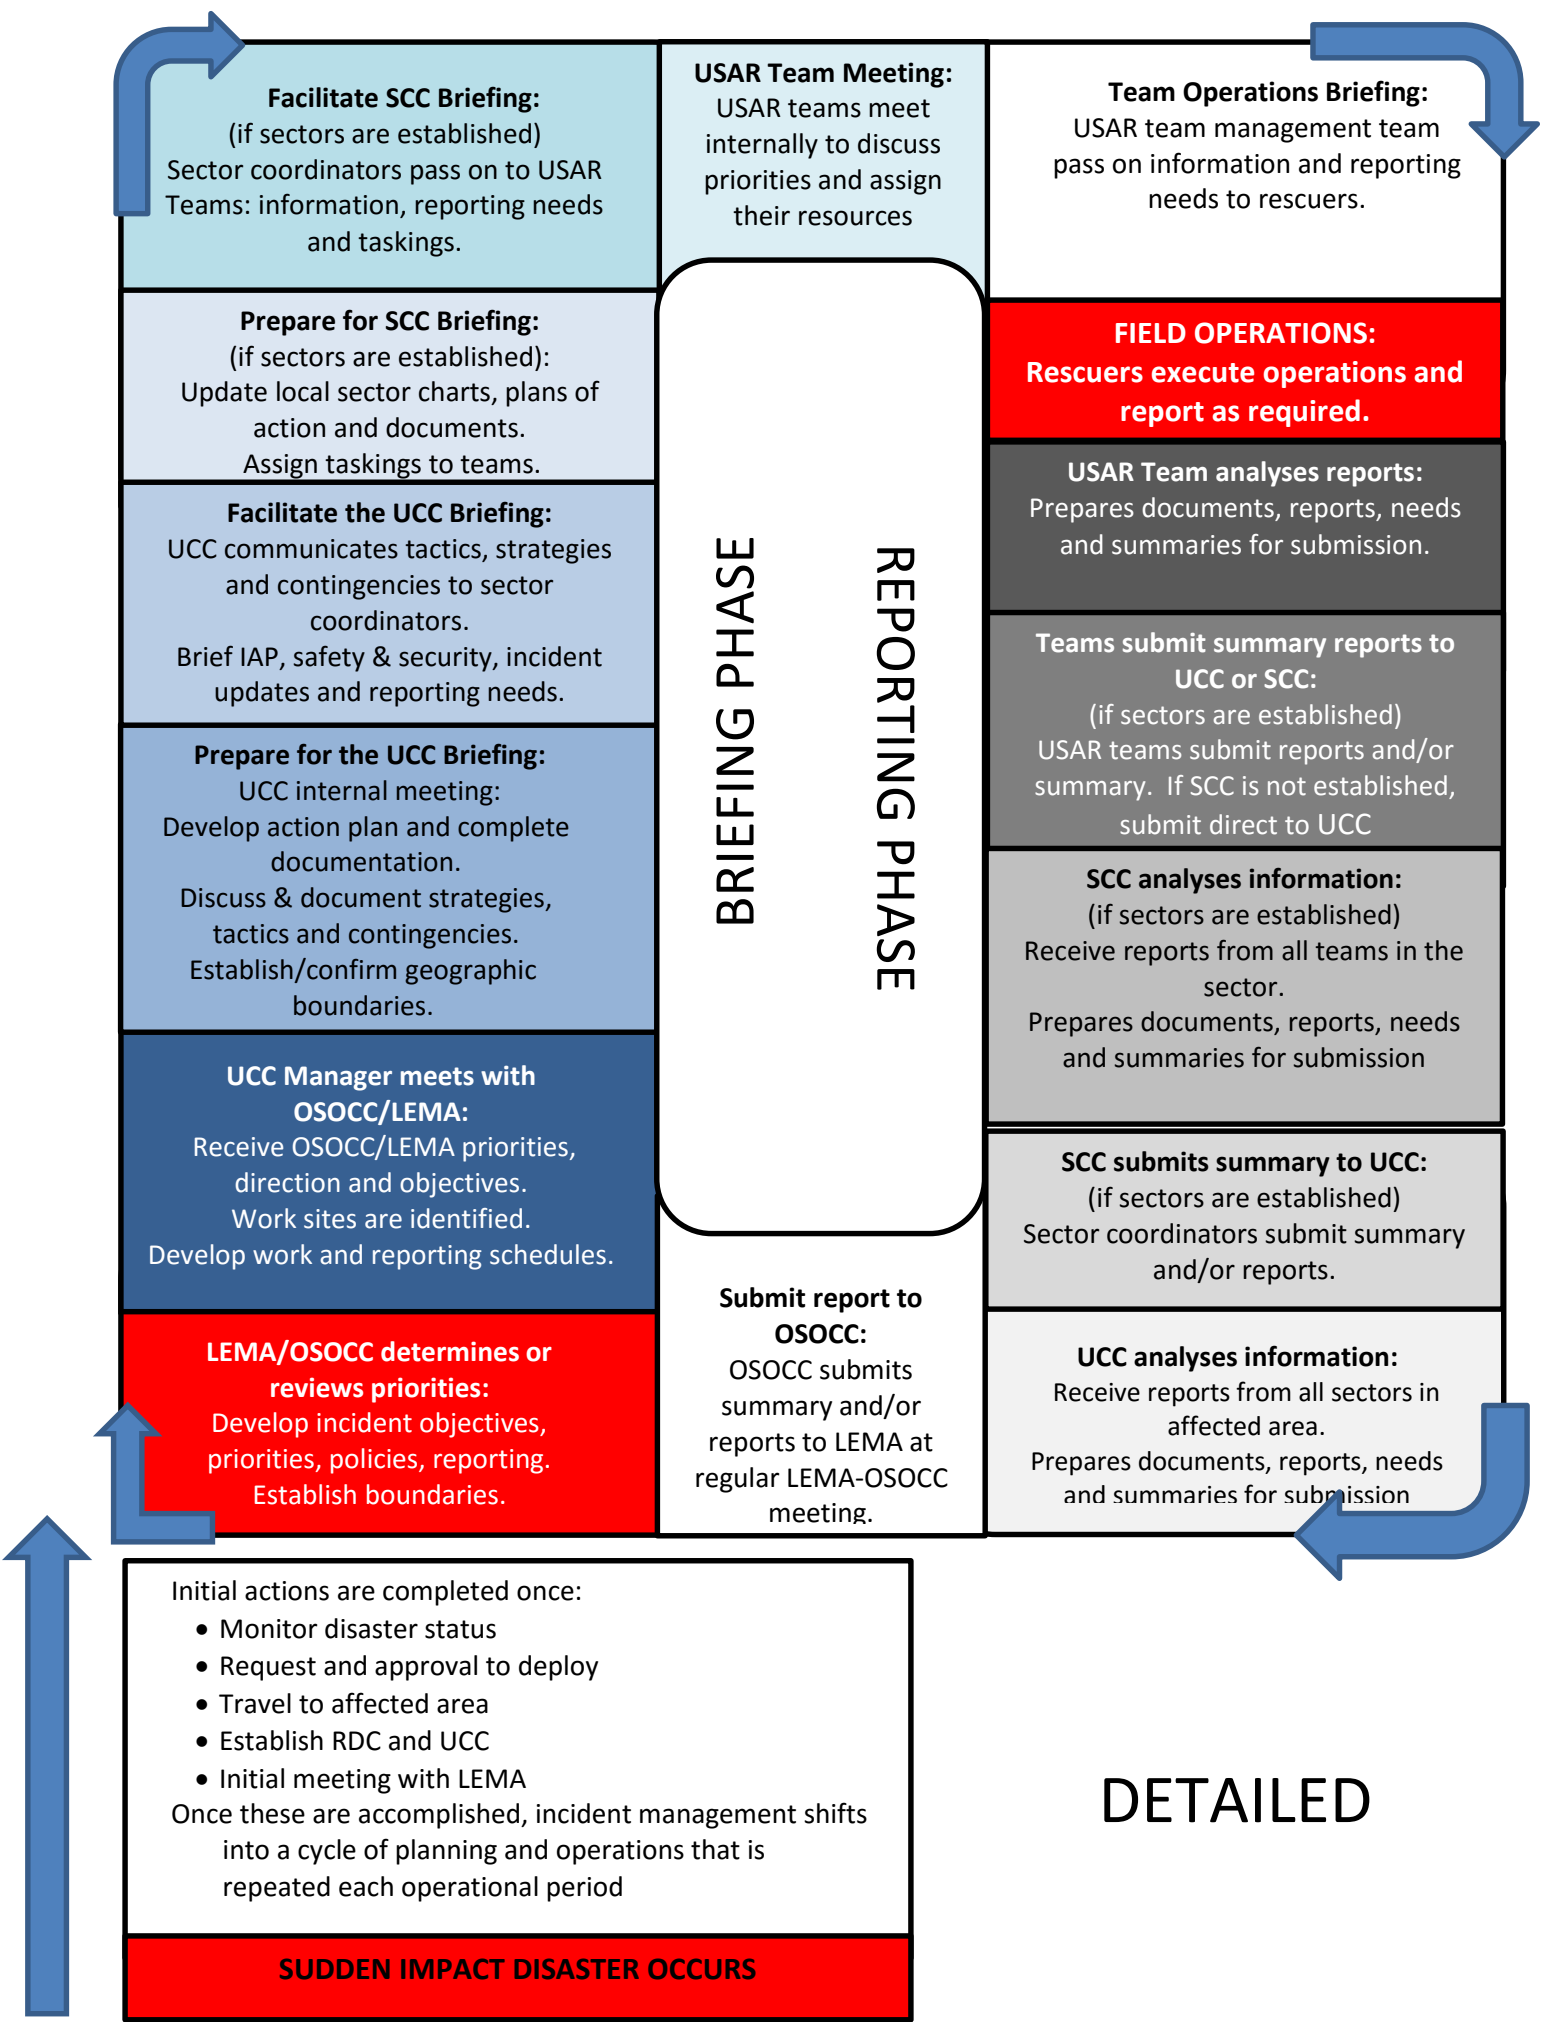 Facilitate SCC Briefing:
(if sectors are established)
Sector coordinators pass on to USAR
Teams: information, reporting needs
and taskings.
USAR Team Meeting:
USAR teams meet
internally to discuss
priorities and assign
their resources
Team Operations Briefing:
USAR team management team
pass on information and reporting
needs to rescuers.
Prepare for SCC Briefing:
(if sectors are established):
Update local sector charts, plans of
action and documents.
Assign taskings to teams.
Facilitate the UCC Briefing:
UCC communicates tactics, strategies
and contingencies to sector
coordinators.
Brief IAP, safety & security, incident
updates and reporting needs.
Prepare for the UCC Briefing:
UCC internal meeting:
Develop action plan and complete
documentation.
Discuss & document strategies,
tactics and contingencies.
Establish/confirm geographic
boundaries.
UCC Manager meets with
OSOCC/LEMA:
Receive OSOCC/LEMA priorities,
direction and objectives.
Work sites are identified.
Develop work and reporting schedules.
LEMA/OSOCC determines or
reviews priorities:
Develop incident objectives,
priorities, policies, reporting.
Establish boundaries.
BRIEFING PHASE
REPORTING PHASE
Submit report to
OSOCC:
OSOCC submits
summary and/or
reports to LEMA at
regular LEMA-OSOCC
meeting.
FIELD OPERATIONS:
Rescuers execute operations and
report as required.
USAR Team analyses reports:
Prepares documents, reports, needs
and summaries for submission.
Teams submit summary reports to
UCC or SCC:
(if sectors are established)
USAR teams submit reports and/or
summary.  If SCC is not established,
submit direct to UCC
SCC analyses information:
(if sectors are established)
Receive reports from all teams in the
sector.
Prepares documents, reports, needs
and summaries for submission
SCC submits summary to UCC:
(if sectors are established)
Sector coordinators submit summary
and/or reports.
UCC analyses information:
Receive reports from all sectors in
affected area.
Prepares documents, reports, needs
and summaries for submission
Initial actions are completed once:
• Monitor disaster status
• Request and approval to deploy
• Travel to affected area
• Establish RDC and UCC
• Initial meeting with LEMA
Once these are accomplished, incident management shifts
into a cycle of planning and operations that is
repeated each operational period
SUDDEN IMPACT DISASTER OCCURS
DETAILED